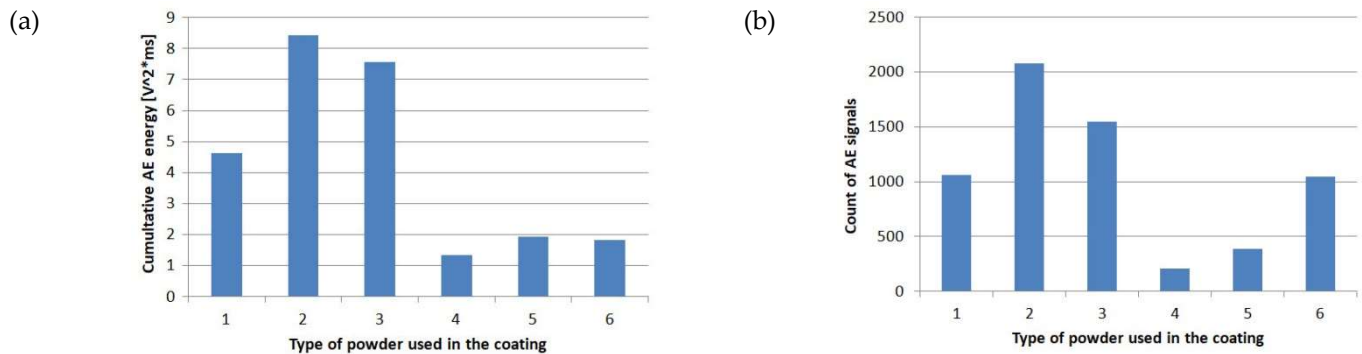 (a)
Cumultative AE energy [V^2*ms]
9
8
7
6
5
4
3
2
1
0
1 2 3 4 5 6
Type of powder used in the coating
(b)
Count of AE signals
2500
2000
1500
1000
500
0
1 2 3 4 5 6
Type of powder used in the coating